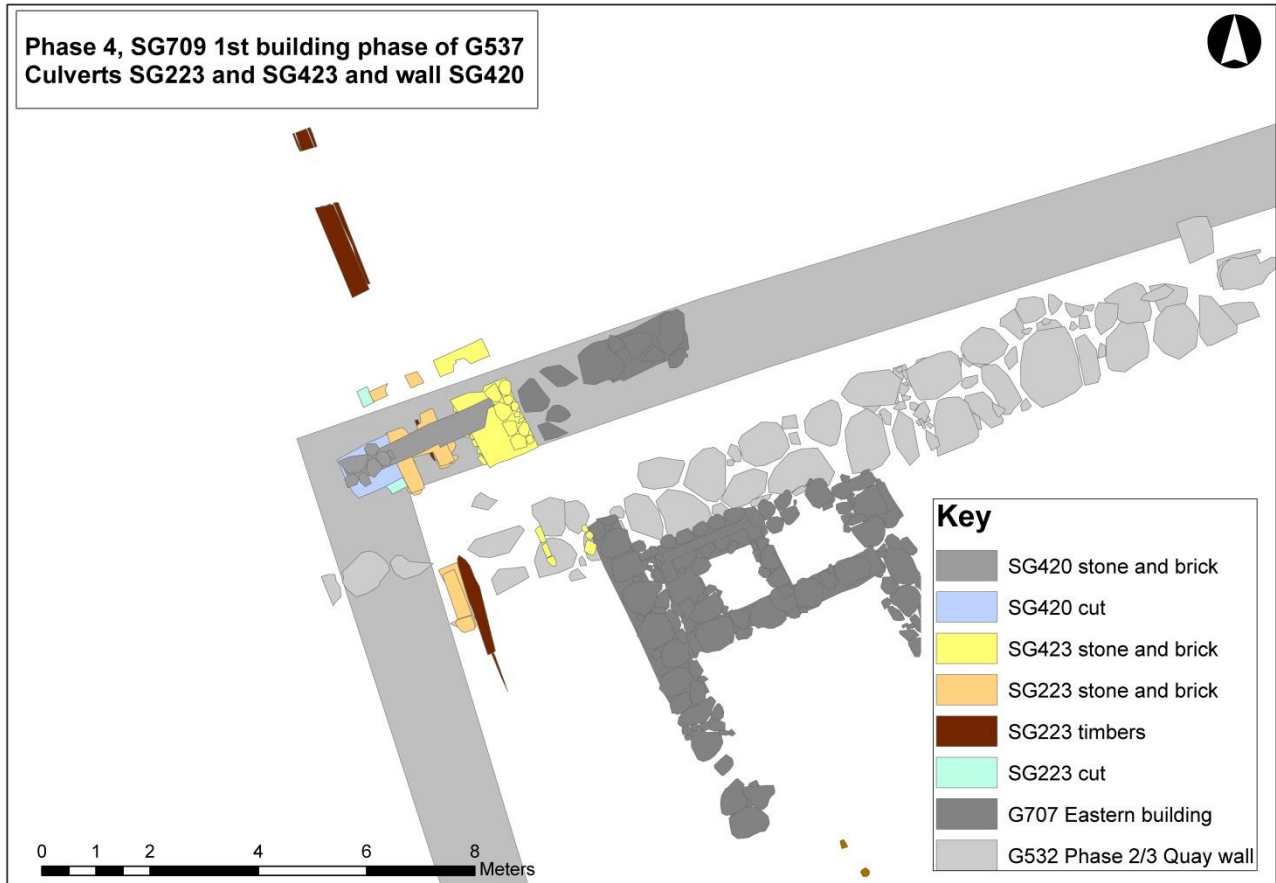 Phase 4, SG709 1st building phase of G537
Culverts SG223 and SG423 and wall SG420
Key
SG420 stone and brick
SG420 cut
SG423 stone and brick
SG223 stone and brick
SG223 timbers
SG223 cut
G707 Eastern building
G532 Phase 2/3 Quay wall
0 1 2 4 6 8
Meters